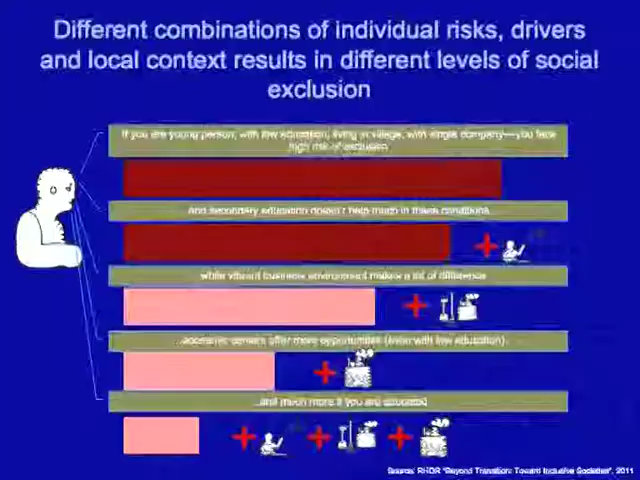 Different combinations of individual risks, drivers
and local context results in different levels of social
exclusion
If you are young person, with low education, living in village, with single company—you face
high risk of exclusion
and secondary education doesn't help much in these conditions...
while vibrant business environment makes a lot of difference
...economic centers offer more opportunities (even with low education)...
...and much more if you are educated
Source: RHDR "Beyond Transition: Toward Inclusive Societies", 2011